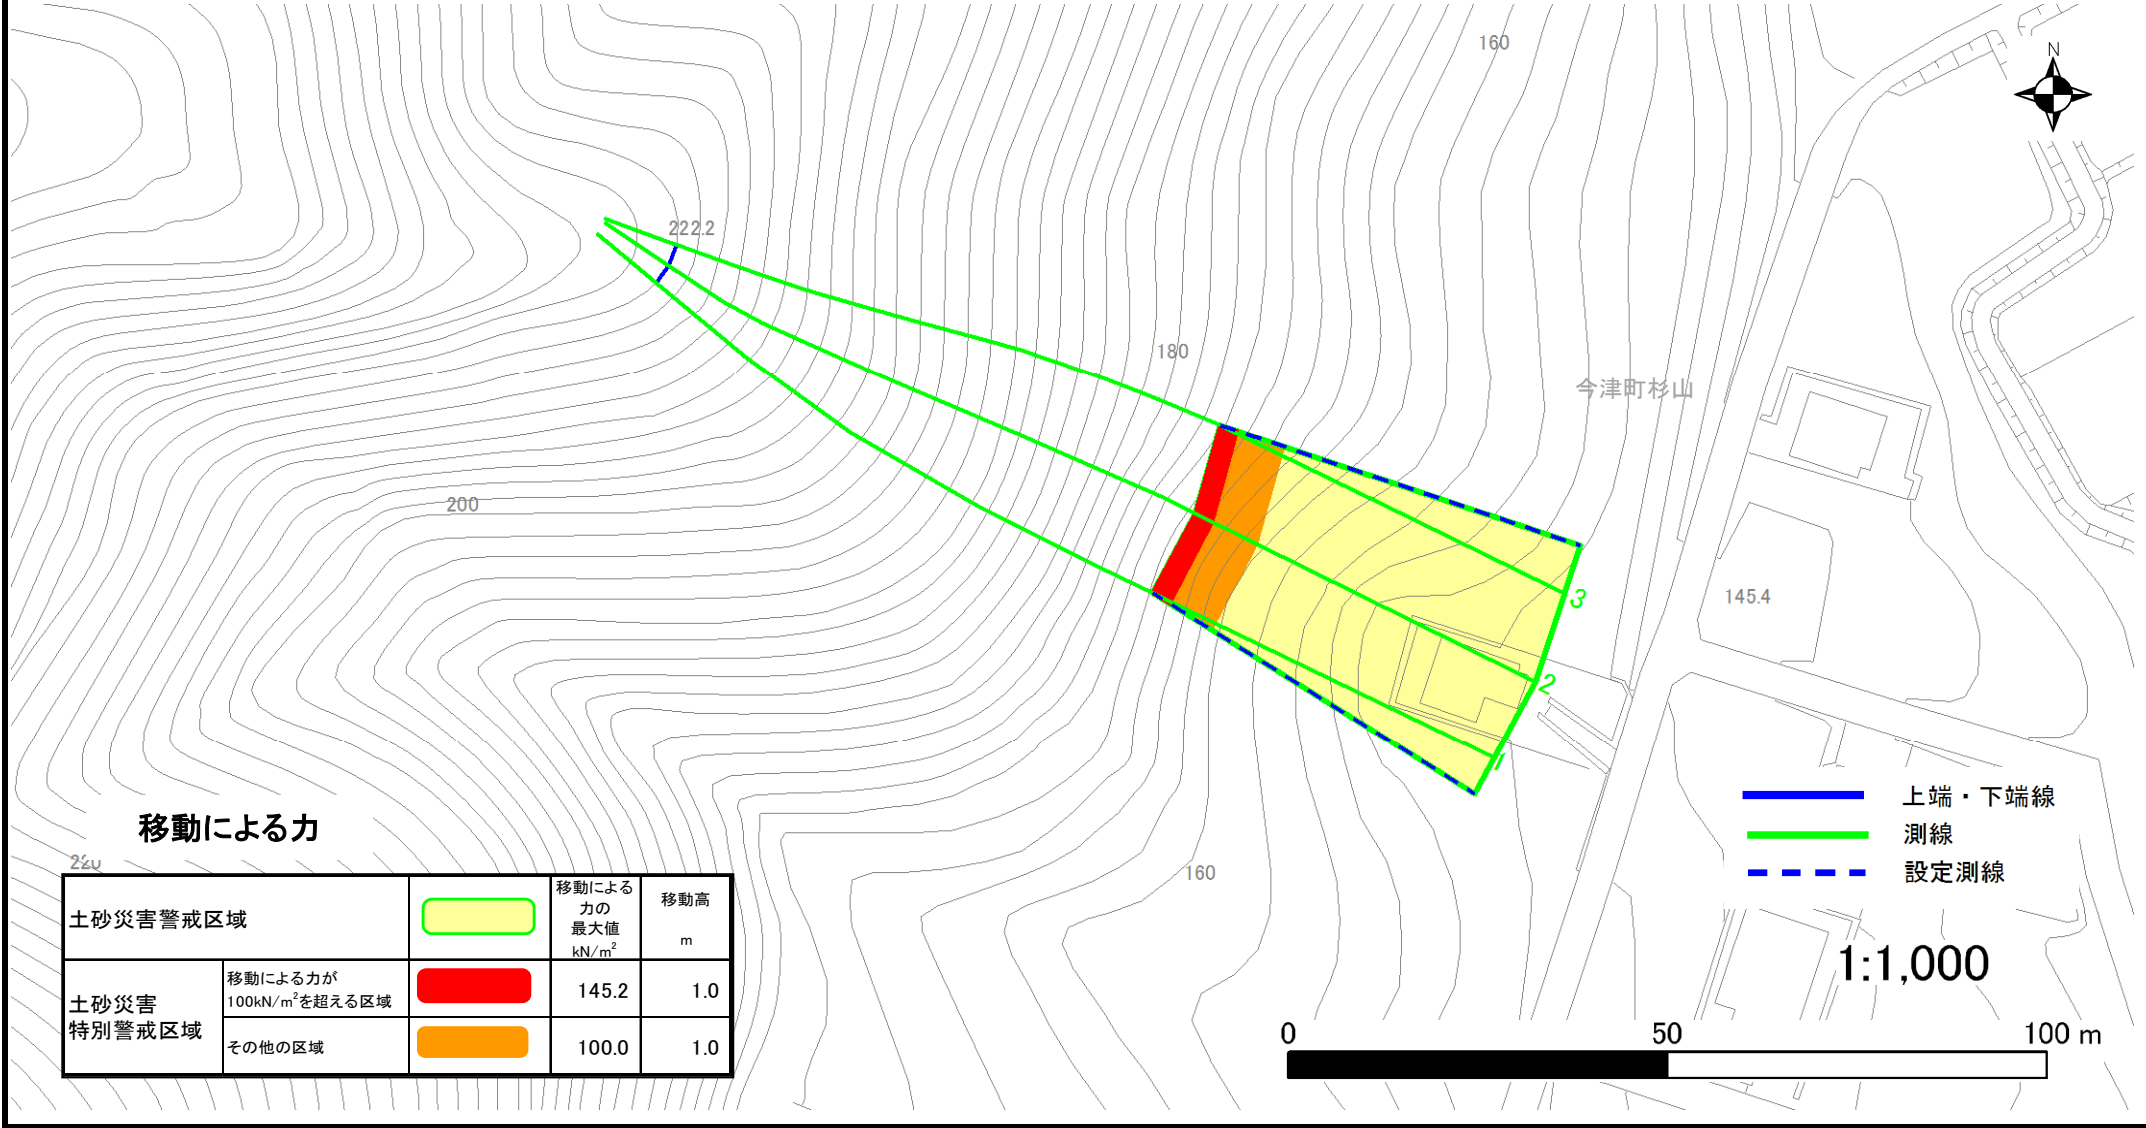 160
N
222.2
180
今津町杉山
200
145.4
3
2
1
160
220
移動による力
土砂災害警戒区域
移動による
力の
最大値
kN/m²
移動高
m
土砂災害
特別警戒区域
移動による力が
100kN/m²を超える区域
145.2
1.0
その他の区域
100.0
1.0
上端・下端線
測線
設定測線
1:1,000
0
50
100 m